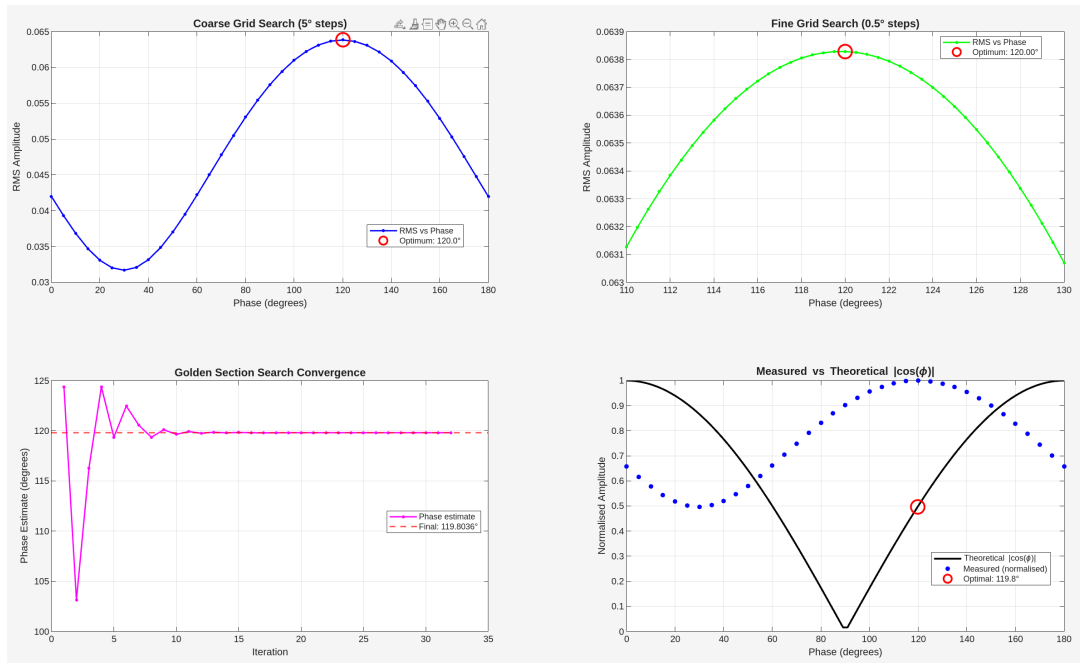 Coarse Grid Search (5° steps)
RMS Amplitude
0.065
0.06
0.055
0.05
0.045
0.04
0.035
0.03
RMS vs Phase
Optimum: 120.0°
0 20 40 60 80 100 120 140 160 180
Phase (degrees)
Fine Grid Search (0.5° steps)
RMS Amplitude
0.0639
0.0638
0.0637
0.0636
0.0635
0.0634
0.0633
0.0632
0.0631
0.063
RMS vs Phase
Optimum: 120.00°
110 112 114 116 118 120 122 124 126 128 130
Phase (degrees)
Golden Section Search Convergence
Phase Estimate (degrees)
125
120
115
110
105
100
Phase estimate
Final: 119.8036°
0 5 10 15 20 25 30 35
Iteration
Measured vs Theoretical |cos(ϕ)|
Normalised Amplitude
1
0.9
0.8
0.7
0.6
0.5
0.4
0.3
0.2
0.1
0
Theoretical |cos(ϕ)|
Measured (normalised)
Optimal: 119.8°
0 20 40 60 80 100 120 140 160 180
Phase (degrees)